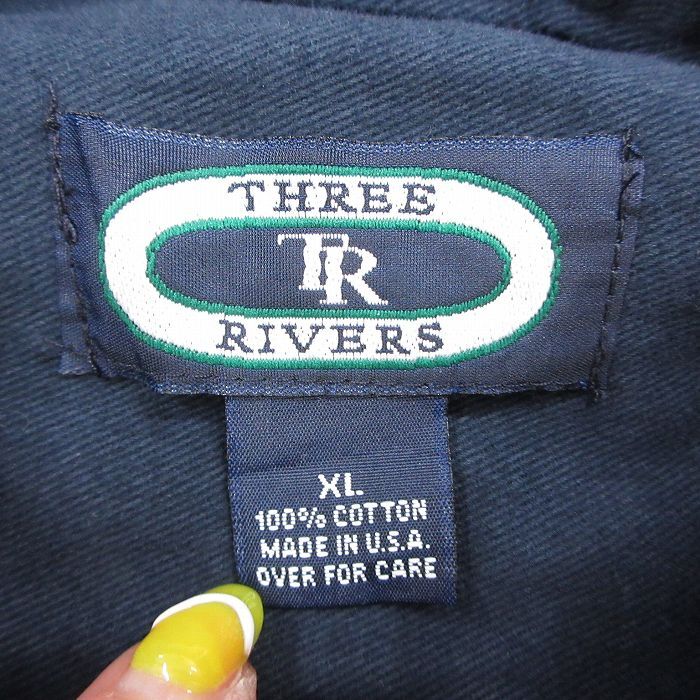 THREE
TR
RIVERS
XL
100% COTTON
MADE IN U.S.A.
OVER FOR CARE